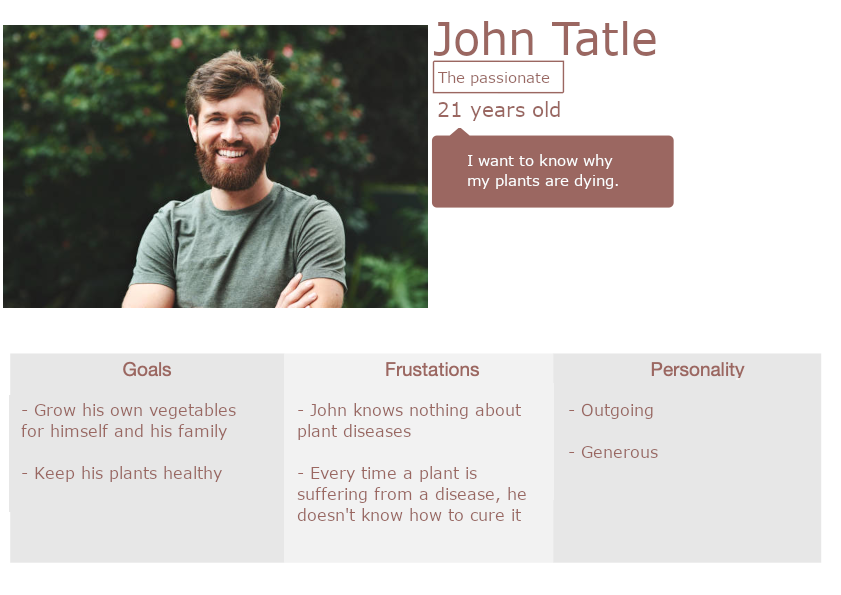 John Tatle
The passionate
21 years old
I want to know why
my plants are dying.
Goals
- Grow his own vegetables
for himself and his family
- Keep his plants healthy
Frustations
- John knows nothing about
plant diseases
- Every time a plant is
suffering from a disease, he
doesn't know how to cure it
Personality
- Outgoing
- Generous